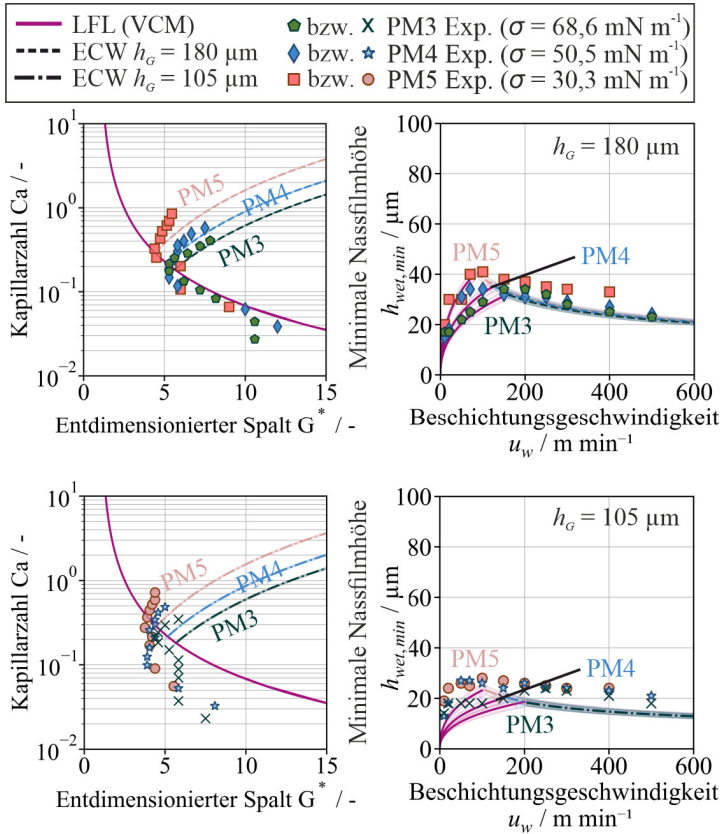 LFL (VCM)
ECW h_G = 180 µm
ECW h_G = 105 µm
bzw. PM3 Exp. (σ = 68,6 mN m⁻¹)
bzw. PM4 Exp. (σ = 50,5 mN m⁻¹)
bzw. PM5 Exp. (σ = 30,3 mN m⁻¹)
Kapillarzahl Ca / -
10¹
10⁰
10⁻¹
10⁻²
PM5
PM4
PM3
0 5 10 15
Entdimensionierter Spalt G* / -
Minimale Nassfilmhöhe
h_wet,min / µm
100
80
60
40
20
0
h_G = 180 µm
PM5
PM4
PM3
0 200 400 600
Beschichtungsgeschwindigkeit
u_w / m min⁻¹
Kapillarzahl Ca / -
10¹
10⁰
10⁻¹
10⁻²
PM5
PM4
PM3
0 5 10 15
Entdimensionierter Spalt G* / -
Minimale Nassfilmhöhe
h_wet,min / µm
100
80
60
40
20
0
h_G = 105 µm
PM5
PM4
PM3
0 200 400 600
Beschichtungsgeschwindigkeit
u_w / m min⁻¹